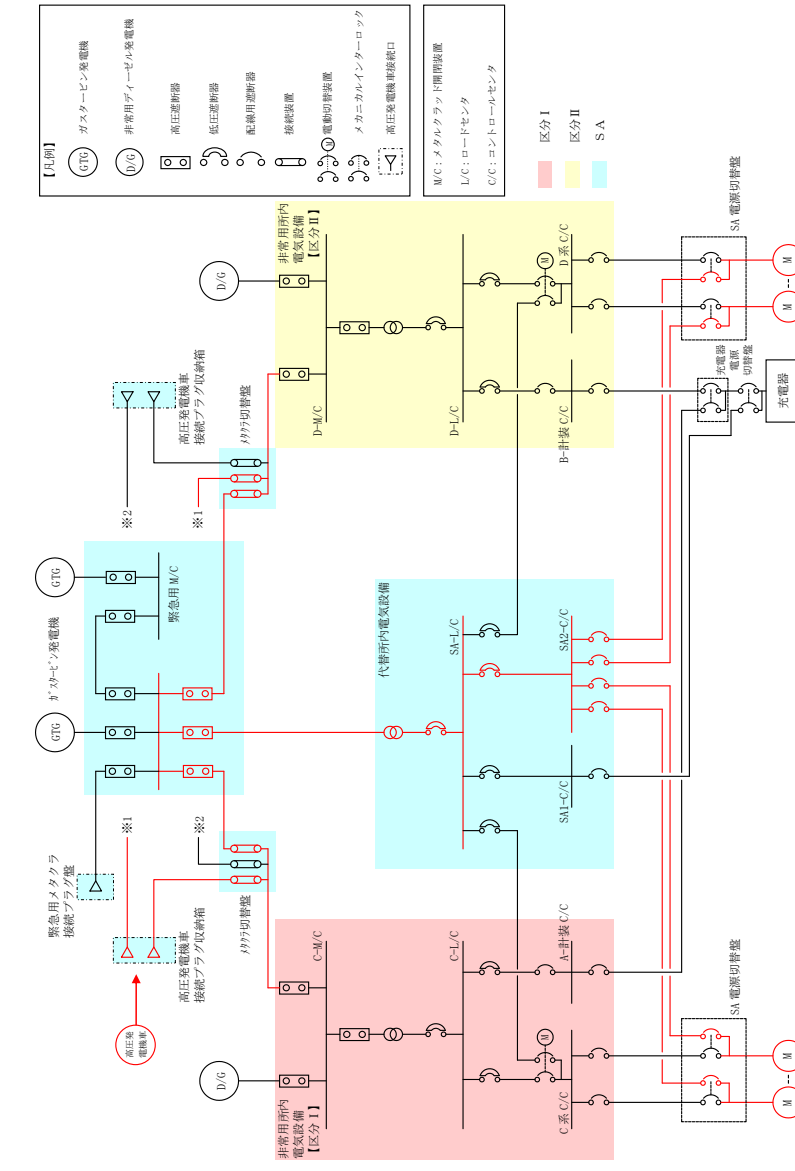 【凡例】
GTG
ガスタービン発電機
D/G
非常用ディーゼル発電機
高圧遮断器
低圧遮断器
配線用遮断器
接続装置
M
電動切替装置
メカニカルインターロック
高圧発電機車接続口
M/C：メタルクラッド開閉装置
L/C：ロードセンタ
C/C：コントロールセンタ
区分Ⅰ
区分Ⅱ
ＳＡ
高圧発
電機車
高圧発電機車
接続プラグ収納箱
緊急用メタクラ
接続プラグ盤
※1
※2
ﾒﾀｸﾗ切替盤
GTG
ｶﾞｽﾀｰﾋﾞﾝ発電機
GTG
緊急用 M/C
※2
※1
高圧発電機車
接続プラグ収納箱
ﾒﾀｸﾗ切替盤
D/G
D/G
非常用所内
電気設備
【区分Ⅰ】
C-M/C
C-L/C
C 系 C/C
M
A-計装 C/C
代替所内電気設備
SA-L/C
SA1-C/C
SA2-C/C
非常用所内
電気設備
【区分Ⅱ】
D-M/C
D-L/C
B-計装 C/C
M
D 系 C/C
SA 電源切替盤
M
M
充電器
電源
切替盤
充電器
SA 電源切替盤
M
M